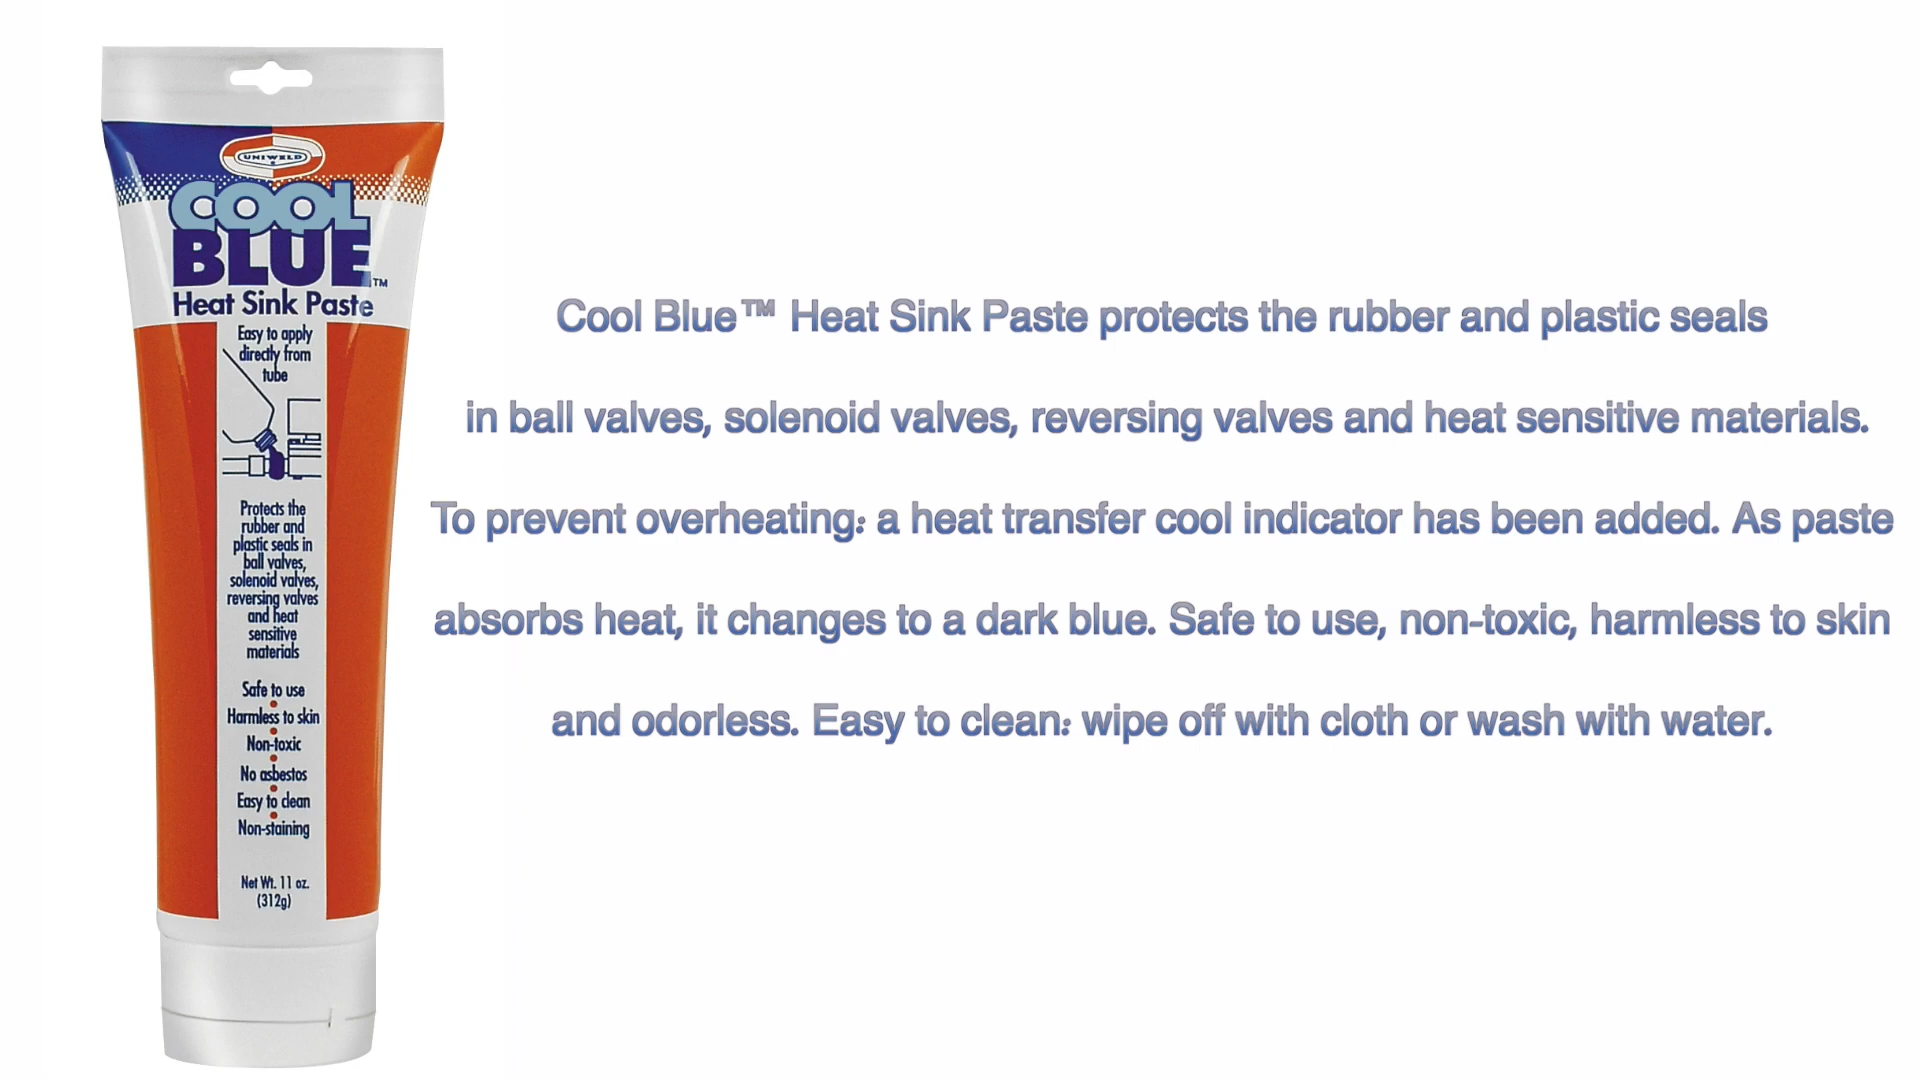 UNIWELD
COOL
BLUE™
Heat Sink Paste
Easy to apply
directly from
tube
Protects the
rubber and
plastic seals in
ball valves,
solenoid valves,
reversing valves
and heat
sensitive
materials
Safe to use
Harmless to skin
Non-toxic
No asbestos
Easy to clean
Non-staining
Net Wt. 11 oz.
(312g)
Cool Blue™ Heat Sink Paste protects the rubber and plastic seals
in ball valves, solenoid valves, reversing valves and heat sensitive materials.
To prevent overheating: a heat transfer cool indicator has been added. As paste
absorbs heat, it changes to a dark blue. Safe to use, non-toxic, harmless to skin
and odorless. Easy to clean: wipe off with cloth or wash with water.